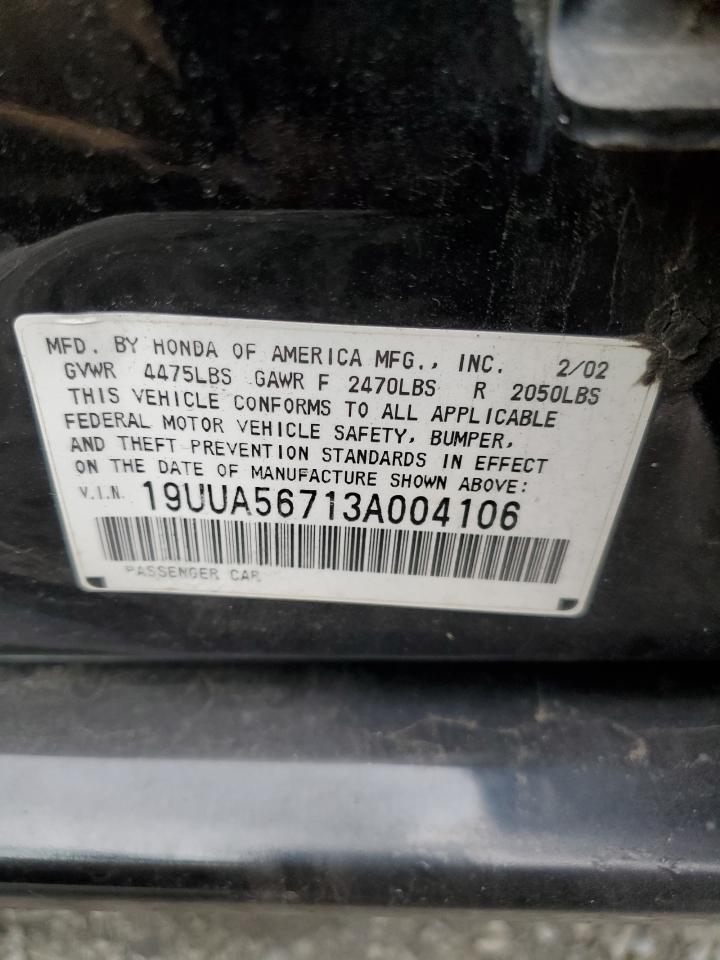 MFD. BY HONDA OF AMERICA MFG., INC. 2/02
GVWR 4475LBS GAWR F 2470LBS R 2050LBS
THIS VEHICLE CONFORMS TO ALL APPLICABLE
FEDERAL MOTOR VEHICLE SAFETY, BUMPER,
AND THEFT PREVENTION STANDARDS IN EFFECT
ON THE DATE OF MANUFACTURE SHOWN ABOVE:
V.I.N. 19UUA56713A004106
PASSENGER CAR